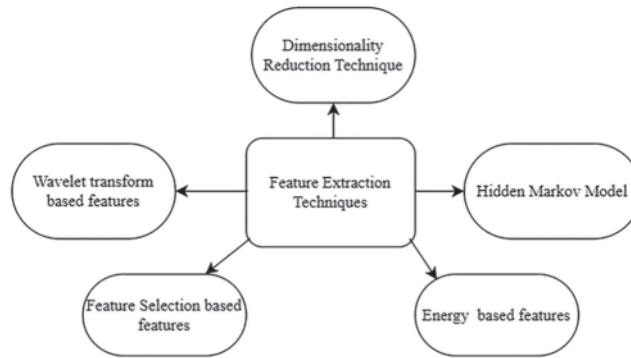 Dimensionality
Reduction Technique
Wavelet transform
based features
Feature Extraction
Techniques
Hidden Markov Model
Feature Selection based
features
Energy based features